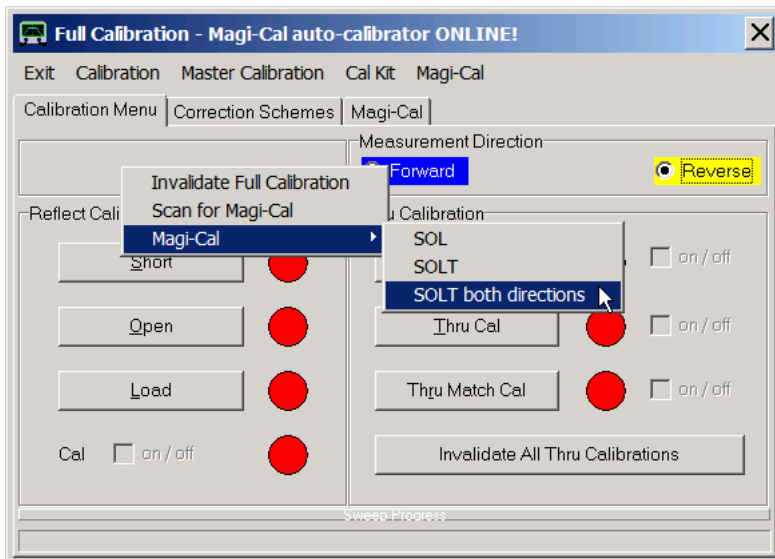 Full Calibration - Magi-Cal auto-calibrator ONLINE!
Exit Calibration Master Calibration Cal Kit Magi-Cal
Calibration Menu Correction Schemes Magi-Cal
Measurement Direction
Forward Reverse
Invalidate Full Calibration
Scan for Magi-Cal
Magi-Cal
SOL
SOLT
SOLT both directions
Reflect Cali
u Calibration
Short
on / off
Open
Thru Cal
on / off
Load
Thru Match Cal
on / off
Cal
on / off
Invalidate All Thru Calibrations
Sweep Progress